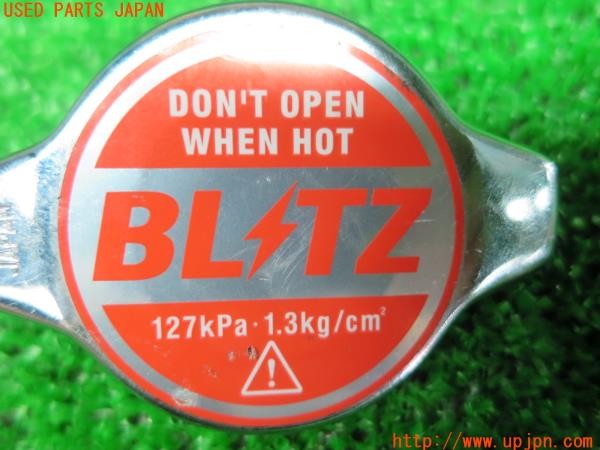 USED PARTS JAPAN
DON'T OPEN
WHEN HOT
BLITZ
127kPa·1.3kg/cm²
http://www.upjpn.com/